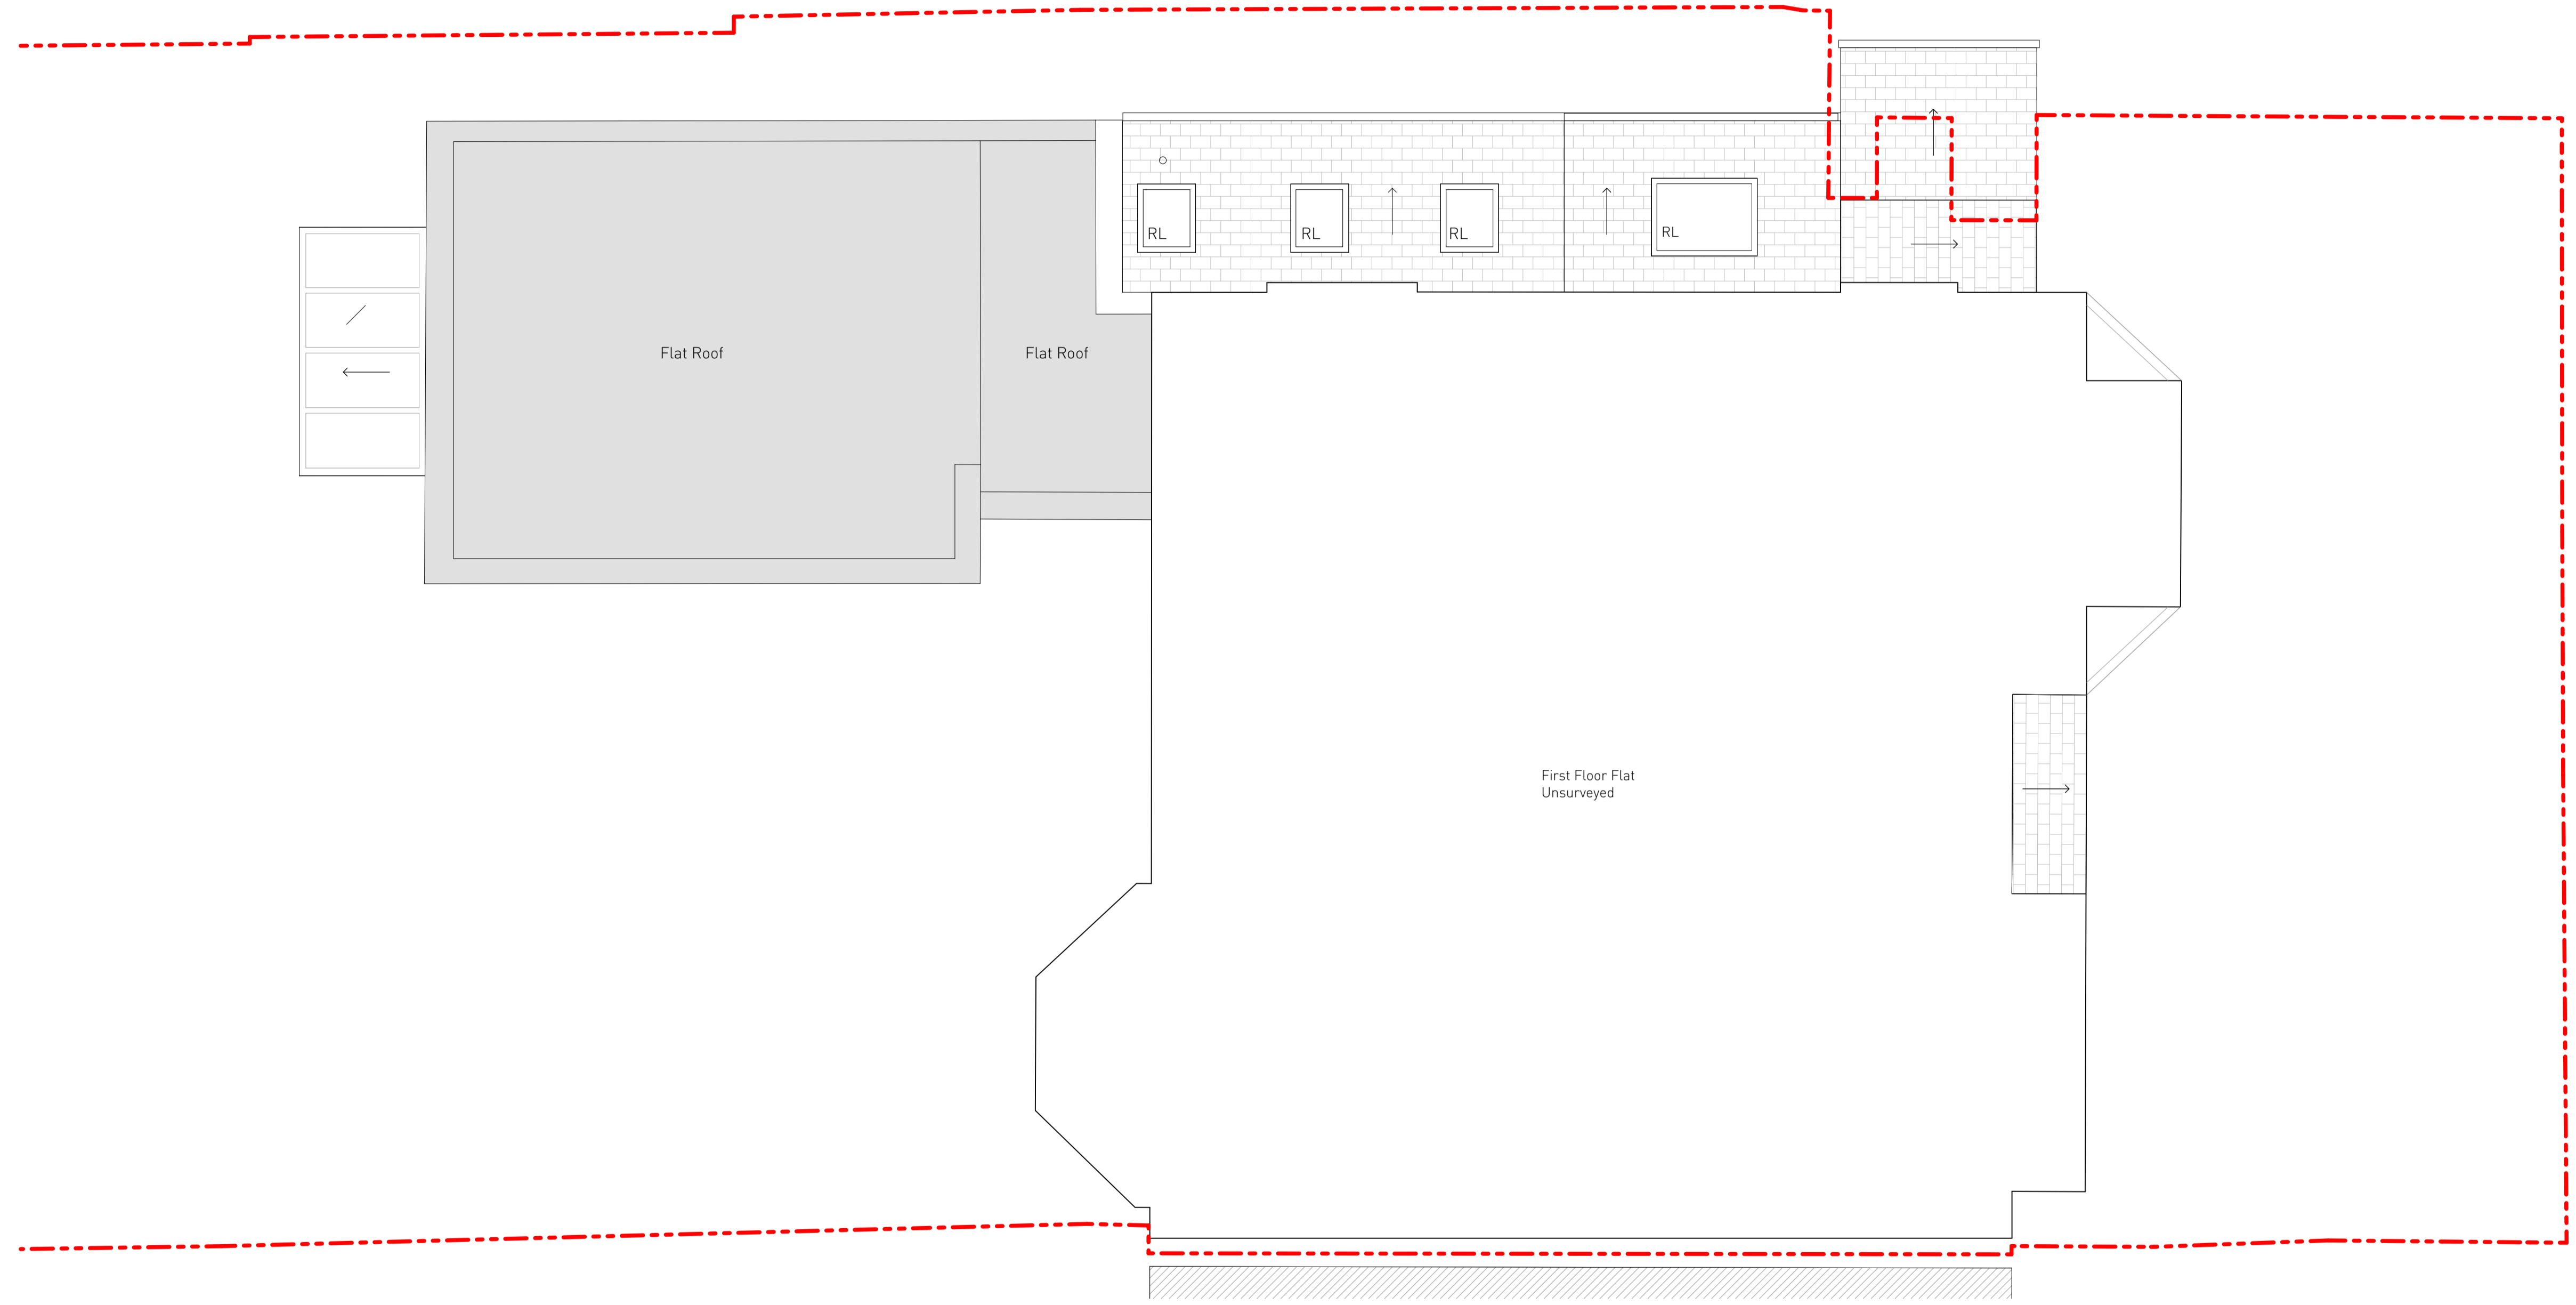 RL
RL
RL
RL
Flat Roof
Flat Roof
First Floor Flat
Unsurveyed